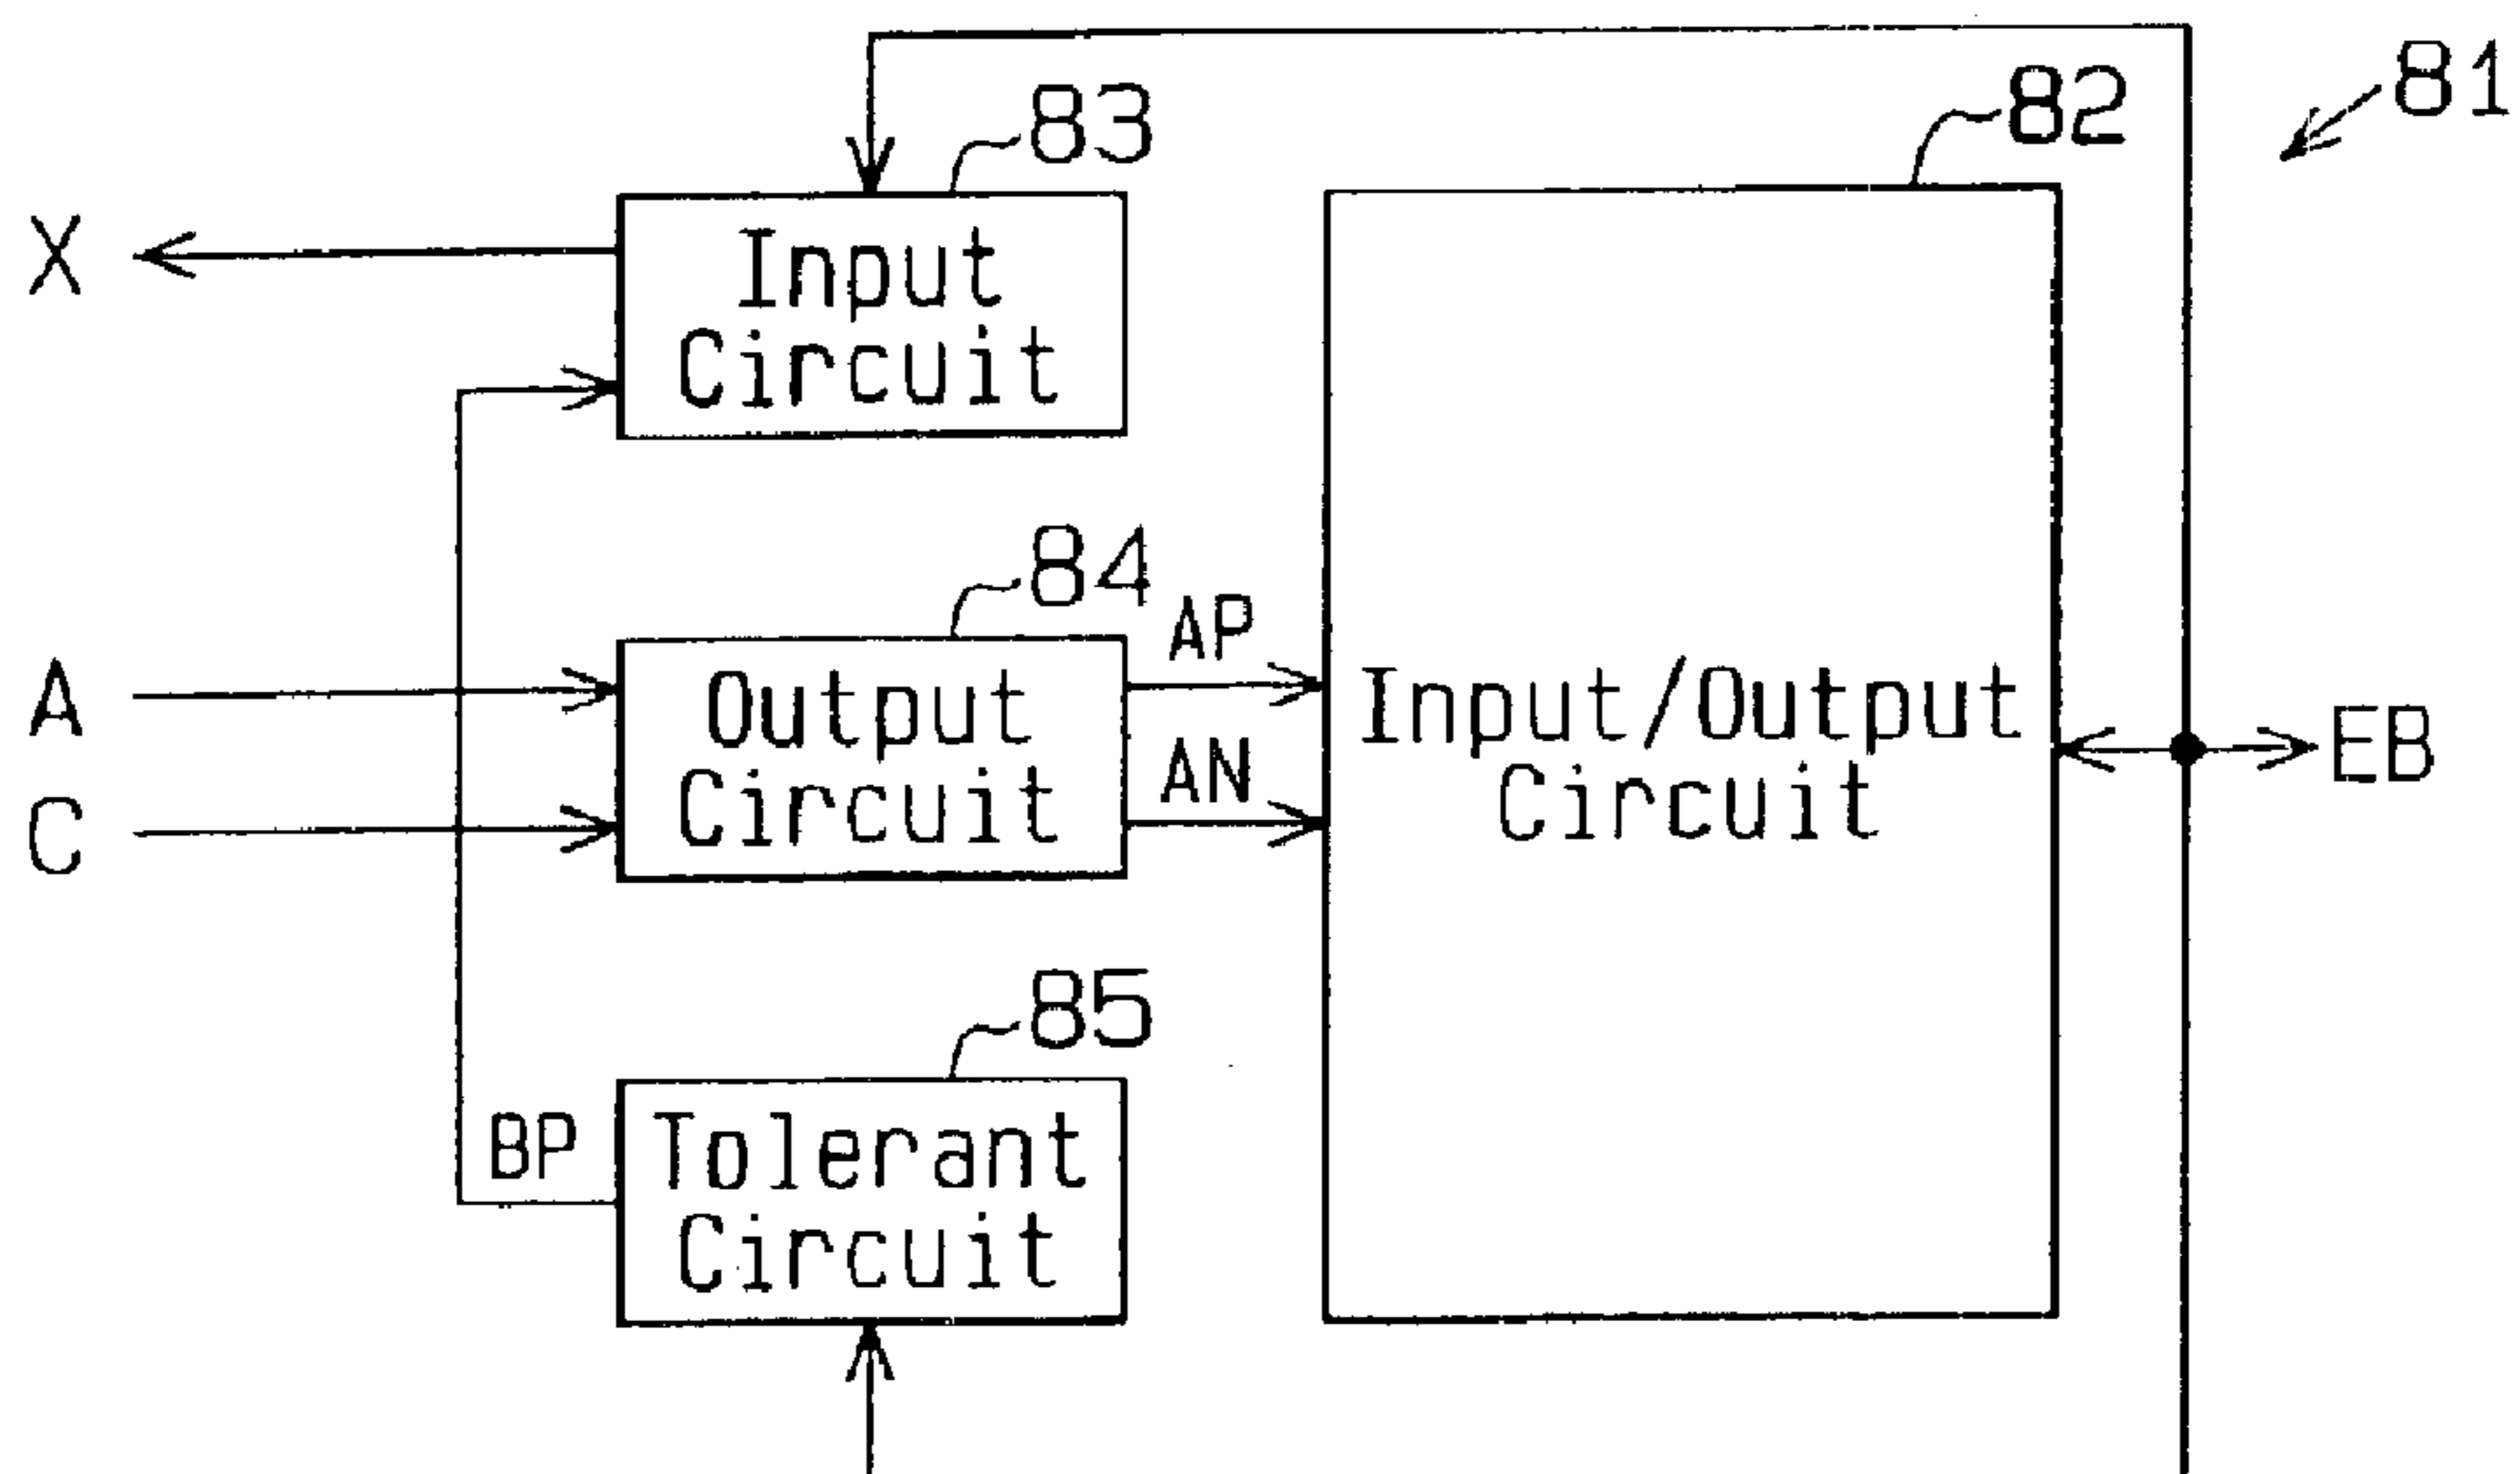 81
82
83
X
Input
Circuit
84
AP
A
Output
Circuit
AN
C
Input/Output
Circuit
EB
85
BP
Tolerant
Circuit